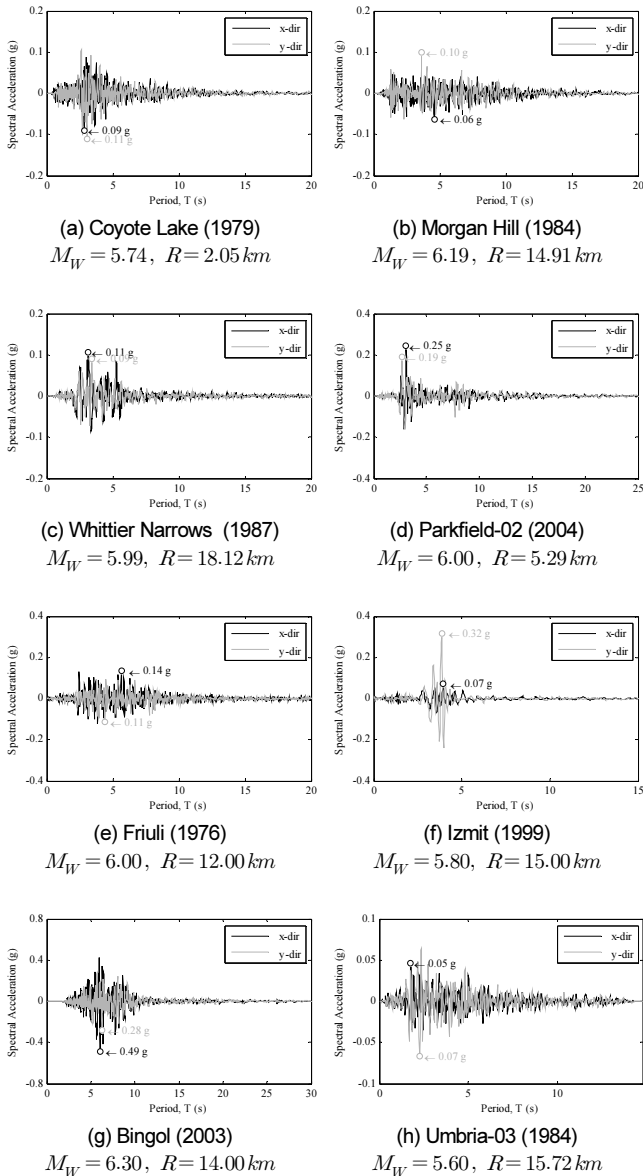 0.2
0.1
0
-0.1
-0.2
Spectral Acceleration (g)
x-dir
y-dir
← 0.09 g
← 0.11 g
0 5 10 15 20
Period, T (s)
(a) Coyote Lake (1979)
M_W = 5.74, R = 2.05 km
0.2
0.1
0
-0.1
-0.2
Spectral Acceleration (g)
x-dir
y-dir
← 0.10 g
← 0.06 g
0 5 10 15 20
Period, T (s)
(b) Morgan Hill (1984)
M_W = 6.19, R = 14.91 km
0.2
0.1
0
-0.1
-0.2
Spectral Acceleration (g)
x-dir
y-dir
← 0.11 g
← 0.09 g
0 5 10 15 20
Period, T (s)
(c) Whittier Narrows (1987)
M_W = 5.99, R = 18.12 km
0.4
0.2
0
-0.2
-0.4
Spectral Acceleration (g)
x-dir
y-dir
← 0.25 g
← 0.19 g
0 5 10 15 20 25
Period, T (s)
(d) Parkfield-02 (2004)
M_W = 6.00, R = 5.29 km
0.4
0.2
0
-0.2
-0.4
Spectral Acceleration (g)
x-dir
y-dir
← 0.14 g
← 0.11 g
0 5 10 15 20
Period, T (s)
(e) Friuli (1976)
M_W = 6.00, R = 12.00 km
0.4
0.2
0
-0.2
-0.4
Spectral Acceleration (g)
x-dir
y-dir
← 0.32 g
← 0.07 g
0 5 10 15
Period, T (s)
(f) Izmit (1999)
M_W = 5.80, R = 15.00 km
0.8
0.4
0
-0.4
-0.8
Spectral Acceleration (g)
x-dir
y-dir
← 0.28 g
← 0.49 g
0 5 10 15 20 25 30
Period, T (s)
(g) Bingol (2003)
M_W = 6.30, R = 14.00 km
0.1
0.05
0
-0.05
-0.1
Spectral Acceleration (g)
x-dir
y-dir
← 0.05 g
← 0.07 g
0 5 10
Period, T (s)
(h) Umbria-03 (1984)
M_W = 5.60, R = 15.72 km